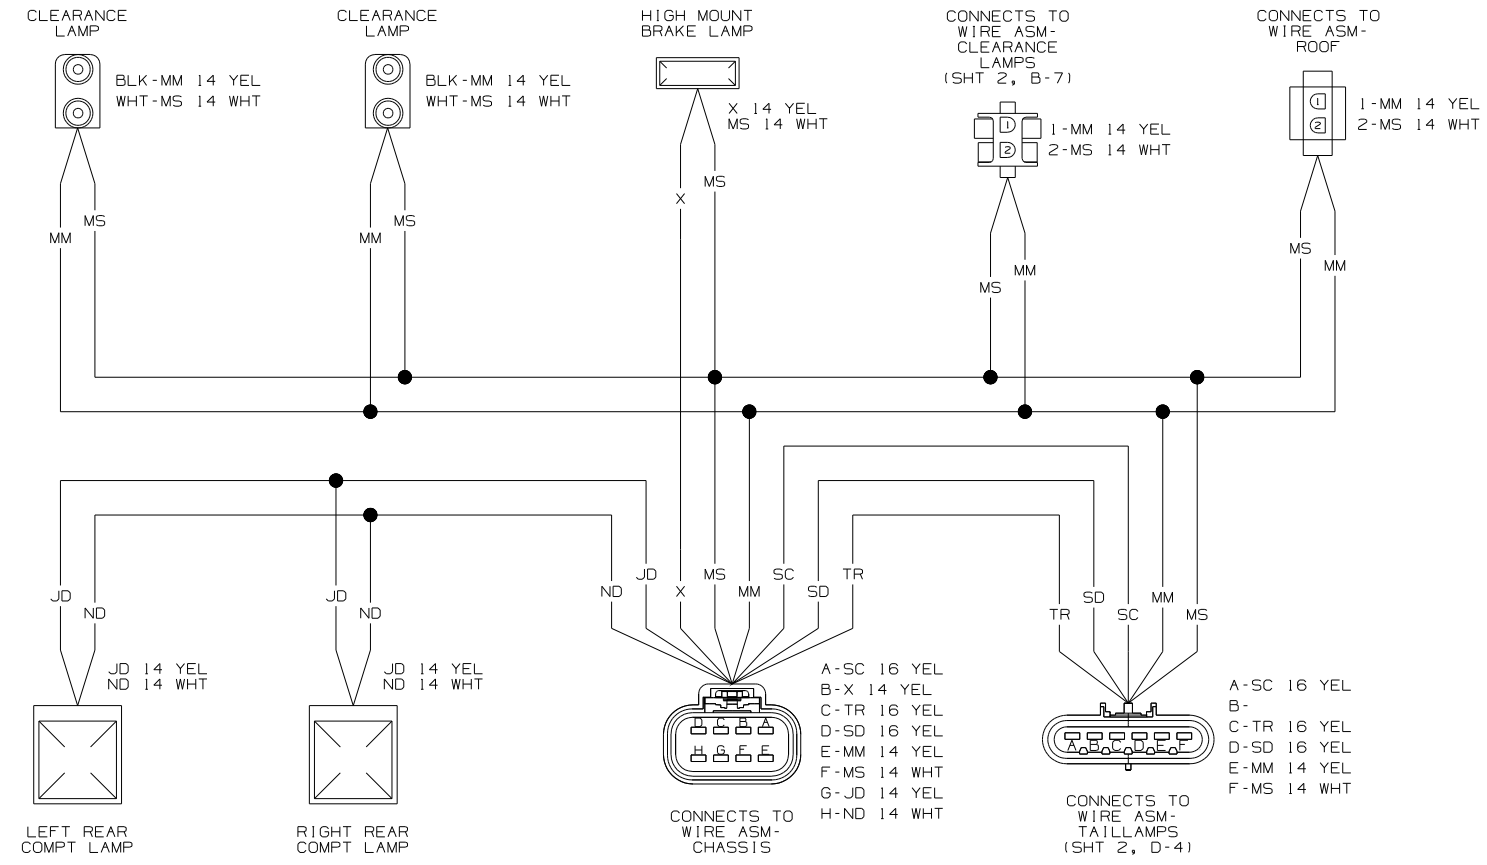 CLEARANCE
LAMP
BLK-MM 14 YEL
WHT-MS 14 WHT
CLEARANCE
LAMP
BLK-MM 14 YEL
WHT-MS 14 WHT
HIGH MOUNT
BRAKE LAMP
X 14 YEL
MS 14 WHT
CONNECTS TO
WIRE ASM-
CLEARANCE
LAMPS
(SHT 2, B-7)
1
2
1-MM 14 YEL
2-MS 14 WHT
CONNECTS TO
WIRE ASM-
ROOF
1
2
1-MM 14 YEL
2-MS 14 WHT
MM
MS
MM
MS
X
MS
MS
MM
MS
MM
JD
ND
JD
ND
ND
JD
X
MS
MM
SC
SD
TR
TR
SD
SC
MM
MS
JD 14 YEL
ND 14 WHT
LEFT REAR
COMPT LAMP
JD 14 YEL
ND 14 WHT
RIGHT REAR
COMPT LAMP
D C B A
H G F E
A-SC 16 YEL
B-X 14 YEL
C-TR 16 YEL
D-SD 16 YEL
E-MM 14 YEL
F-MS 14 WHT
G-JD 14 YEL
H-ND 14 WHT
CONNECTS TO
WIRE ASM-
CHASSIS
A B C D E F
A-SC 16 YEL
B-
C-TR 16 YEL
D-SD 16 YEL
E-MM 14 YEL
F-MS 14 WHT
CONNECTS TO
WIRE ASM-
TAILLAMPS
(SHT 2, D-4)